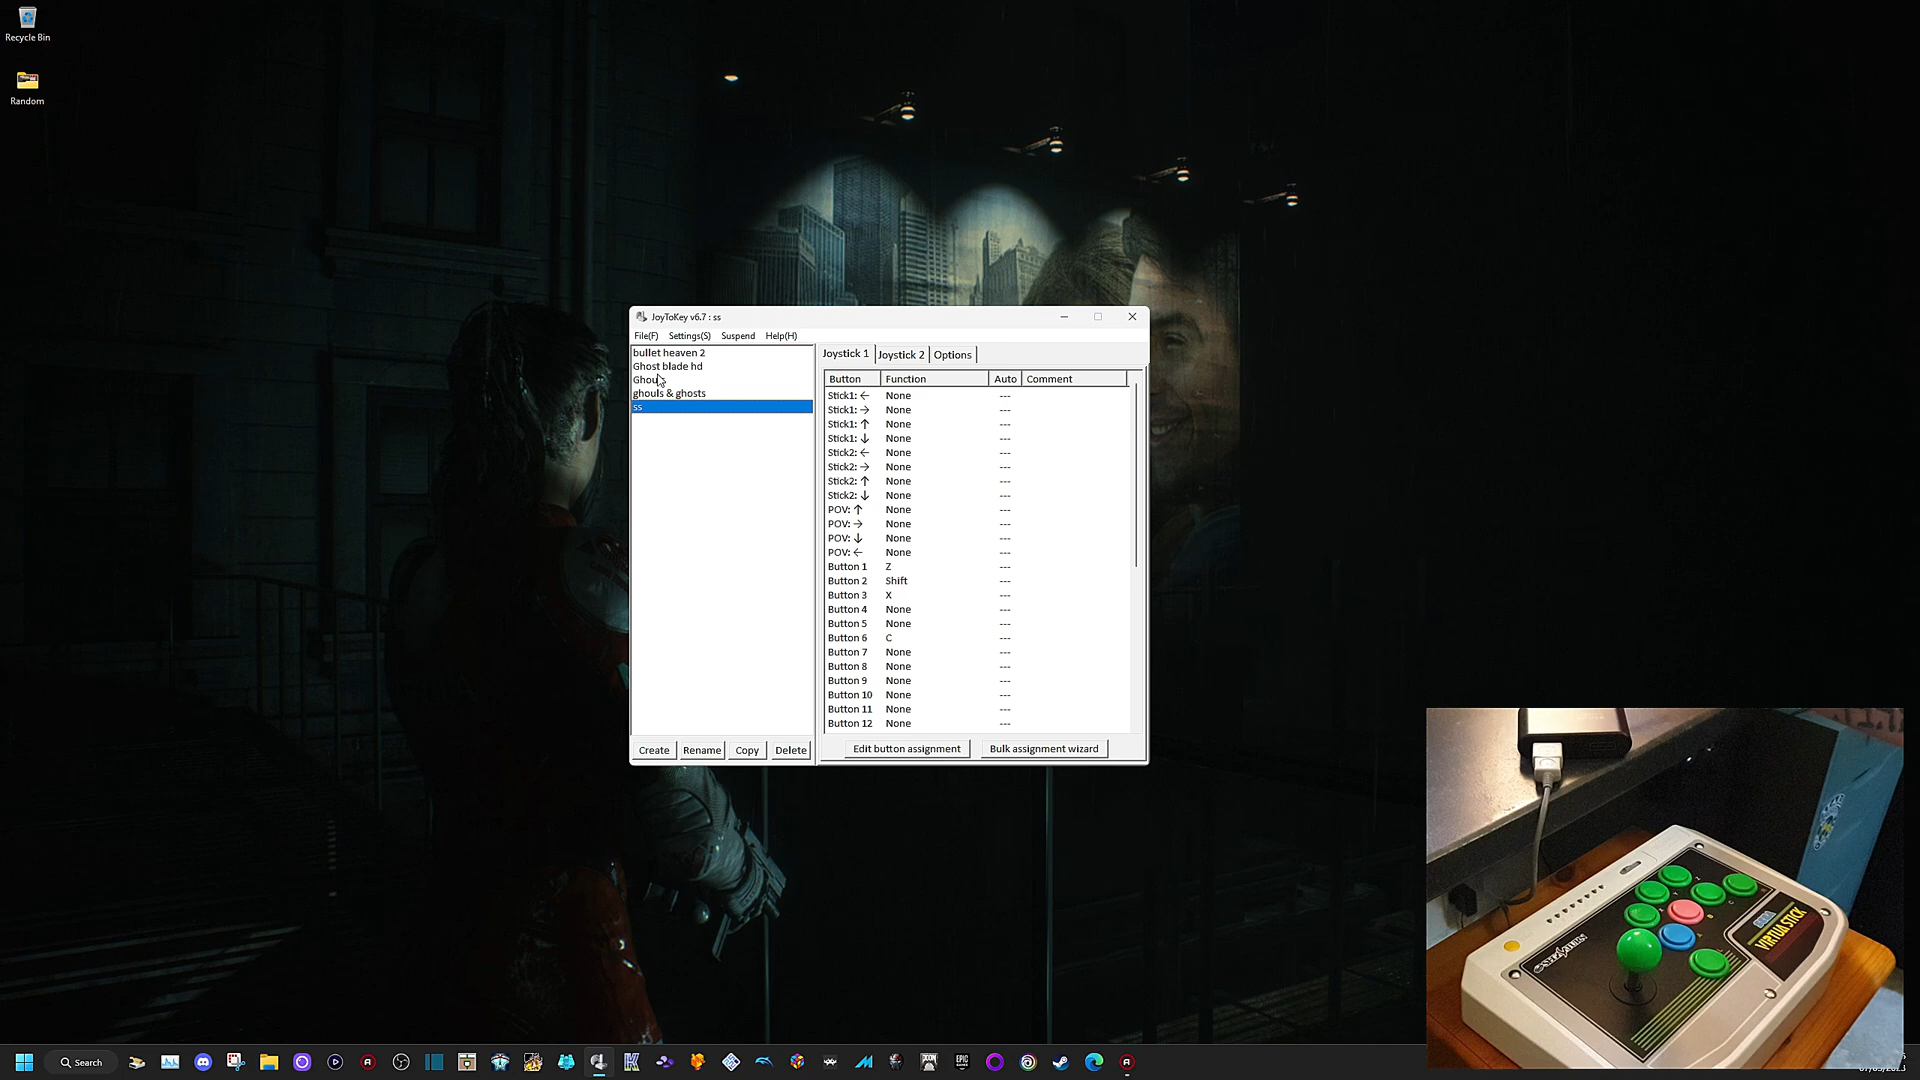 Recycle Bin
Random
JoyToKey v6.7 : ss
File(F) Settings(S) Suspend Help(H)
bullet heaven 2
Ghost blade hd
ghouls & ghosts
ss
Create Rename Copy Delete
Joystick 1 Joystick 2 Options
Button Function Auto Comment
Stick1: ← None ---
Stick1: → None ---
Stick1: ↑ None ---
Stick1: ↓ None ---
Stick2: ← None ---
Stick2: → None ---
Stick2: ↑ None ---
Stick2: ↓ None ---
POV: ↑ None ---
POV: → None ---
POV: ↓ None ---
POV: ← None ---
Button 1 Z ---
Button 2 Shift ---
Button 3 X ---
Button 4 None ---
Button 5 None ---
Button 6 C ---
Button 7 None ---
Button 8 None ---
Button 9 None ---
Button 10 None ---
Button 11 None ---
Button 12 None ---
Edit button assignment Bulk assignment wizard
SEGA
VIRTUA STICK
Search
DOOM
EPIC